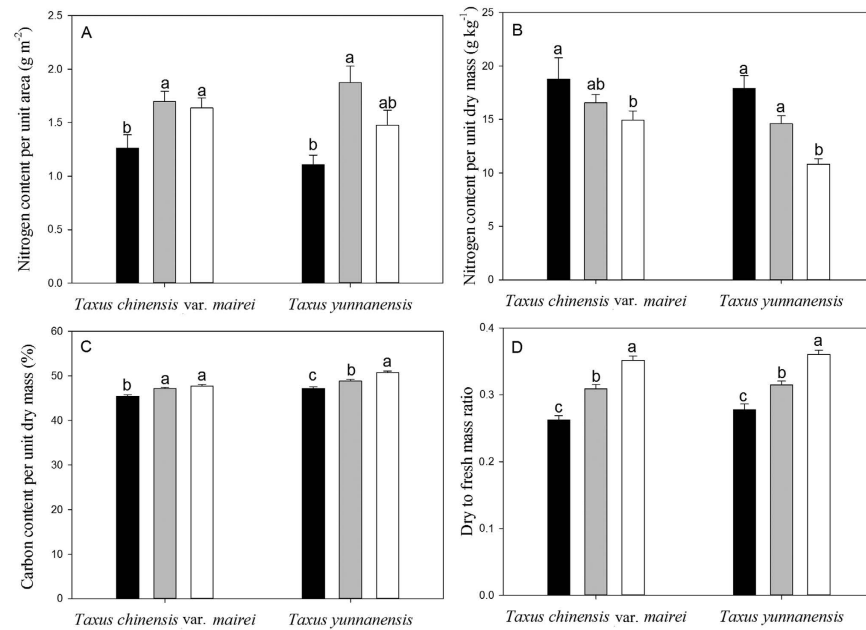 A
Nitrogen content per unit area (g m-2)
2.5
2.0
1.5
1.0
0.5
0.0
b a a b a ab
Taxus chinensis var. mairei Taxus yunnanensis
B
Nitrogen content per unit dry mass (g kg-1)
25
20
15
10
5
0
a ab b a a b
Taxus chinensis var. mairei Taxus yunnanensis
C
Carbon content per unit dry mass (%)
60
50
40
30
20
10
0
b a a c b a
Taxus chinensis var. mairei Taxus yunnanensis
D
Dry to fresh mass ratio
0.4
0.3
0.2
0.1
0.0
c b a c b a
Taxus chinensis var. mairei Taxus yunnanensis